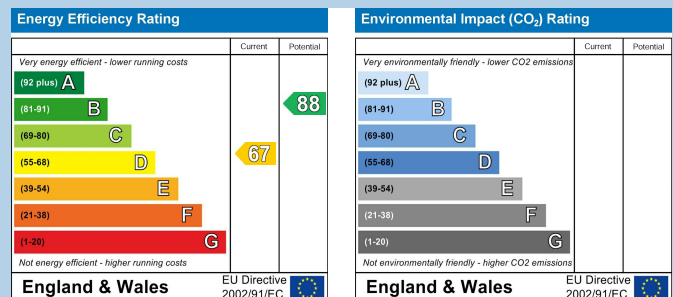 Energy Efficiency Rating
Current Potential
Very energy efficient - lower running costs
(92 plus) A
(81-91) B
88
(69-80) C
(55-68) D
67
(39-54) E
(21-38) F
(1-20) G
Not energy efficient - higher running costs
England & Wales
EU Directive
2002/91/EC
Environmental Impact (CO₂) Rating
Current Potential
Very environmentally friendly - lower CO2 emissions
(92 plus) A
(81-91) B
(69-80) C
(55-68) D
(39-54) E
(21-38) F
(1-20) G
Not environmentally friendly - higher CO2 emissions
England & Wales
EU Directive
2002/91/EC